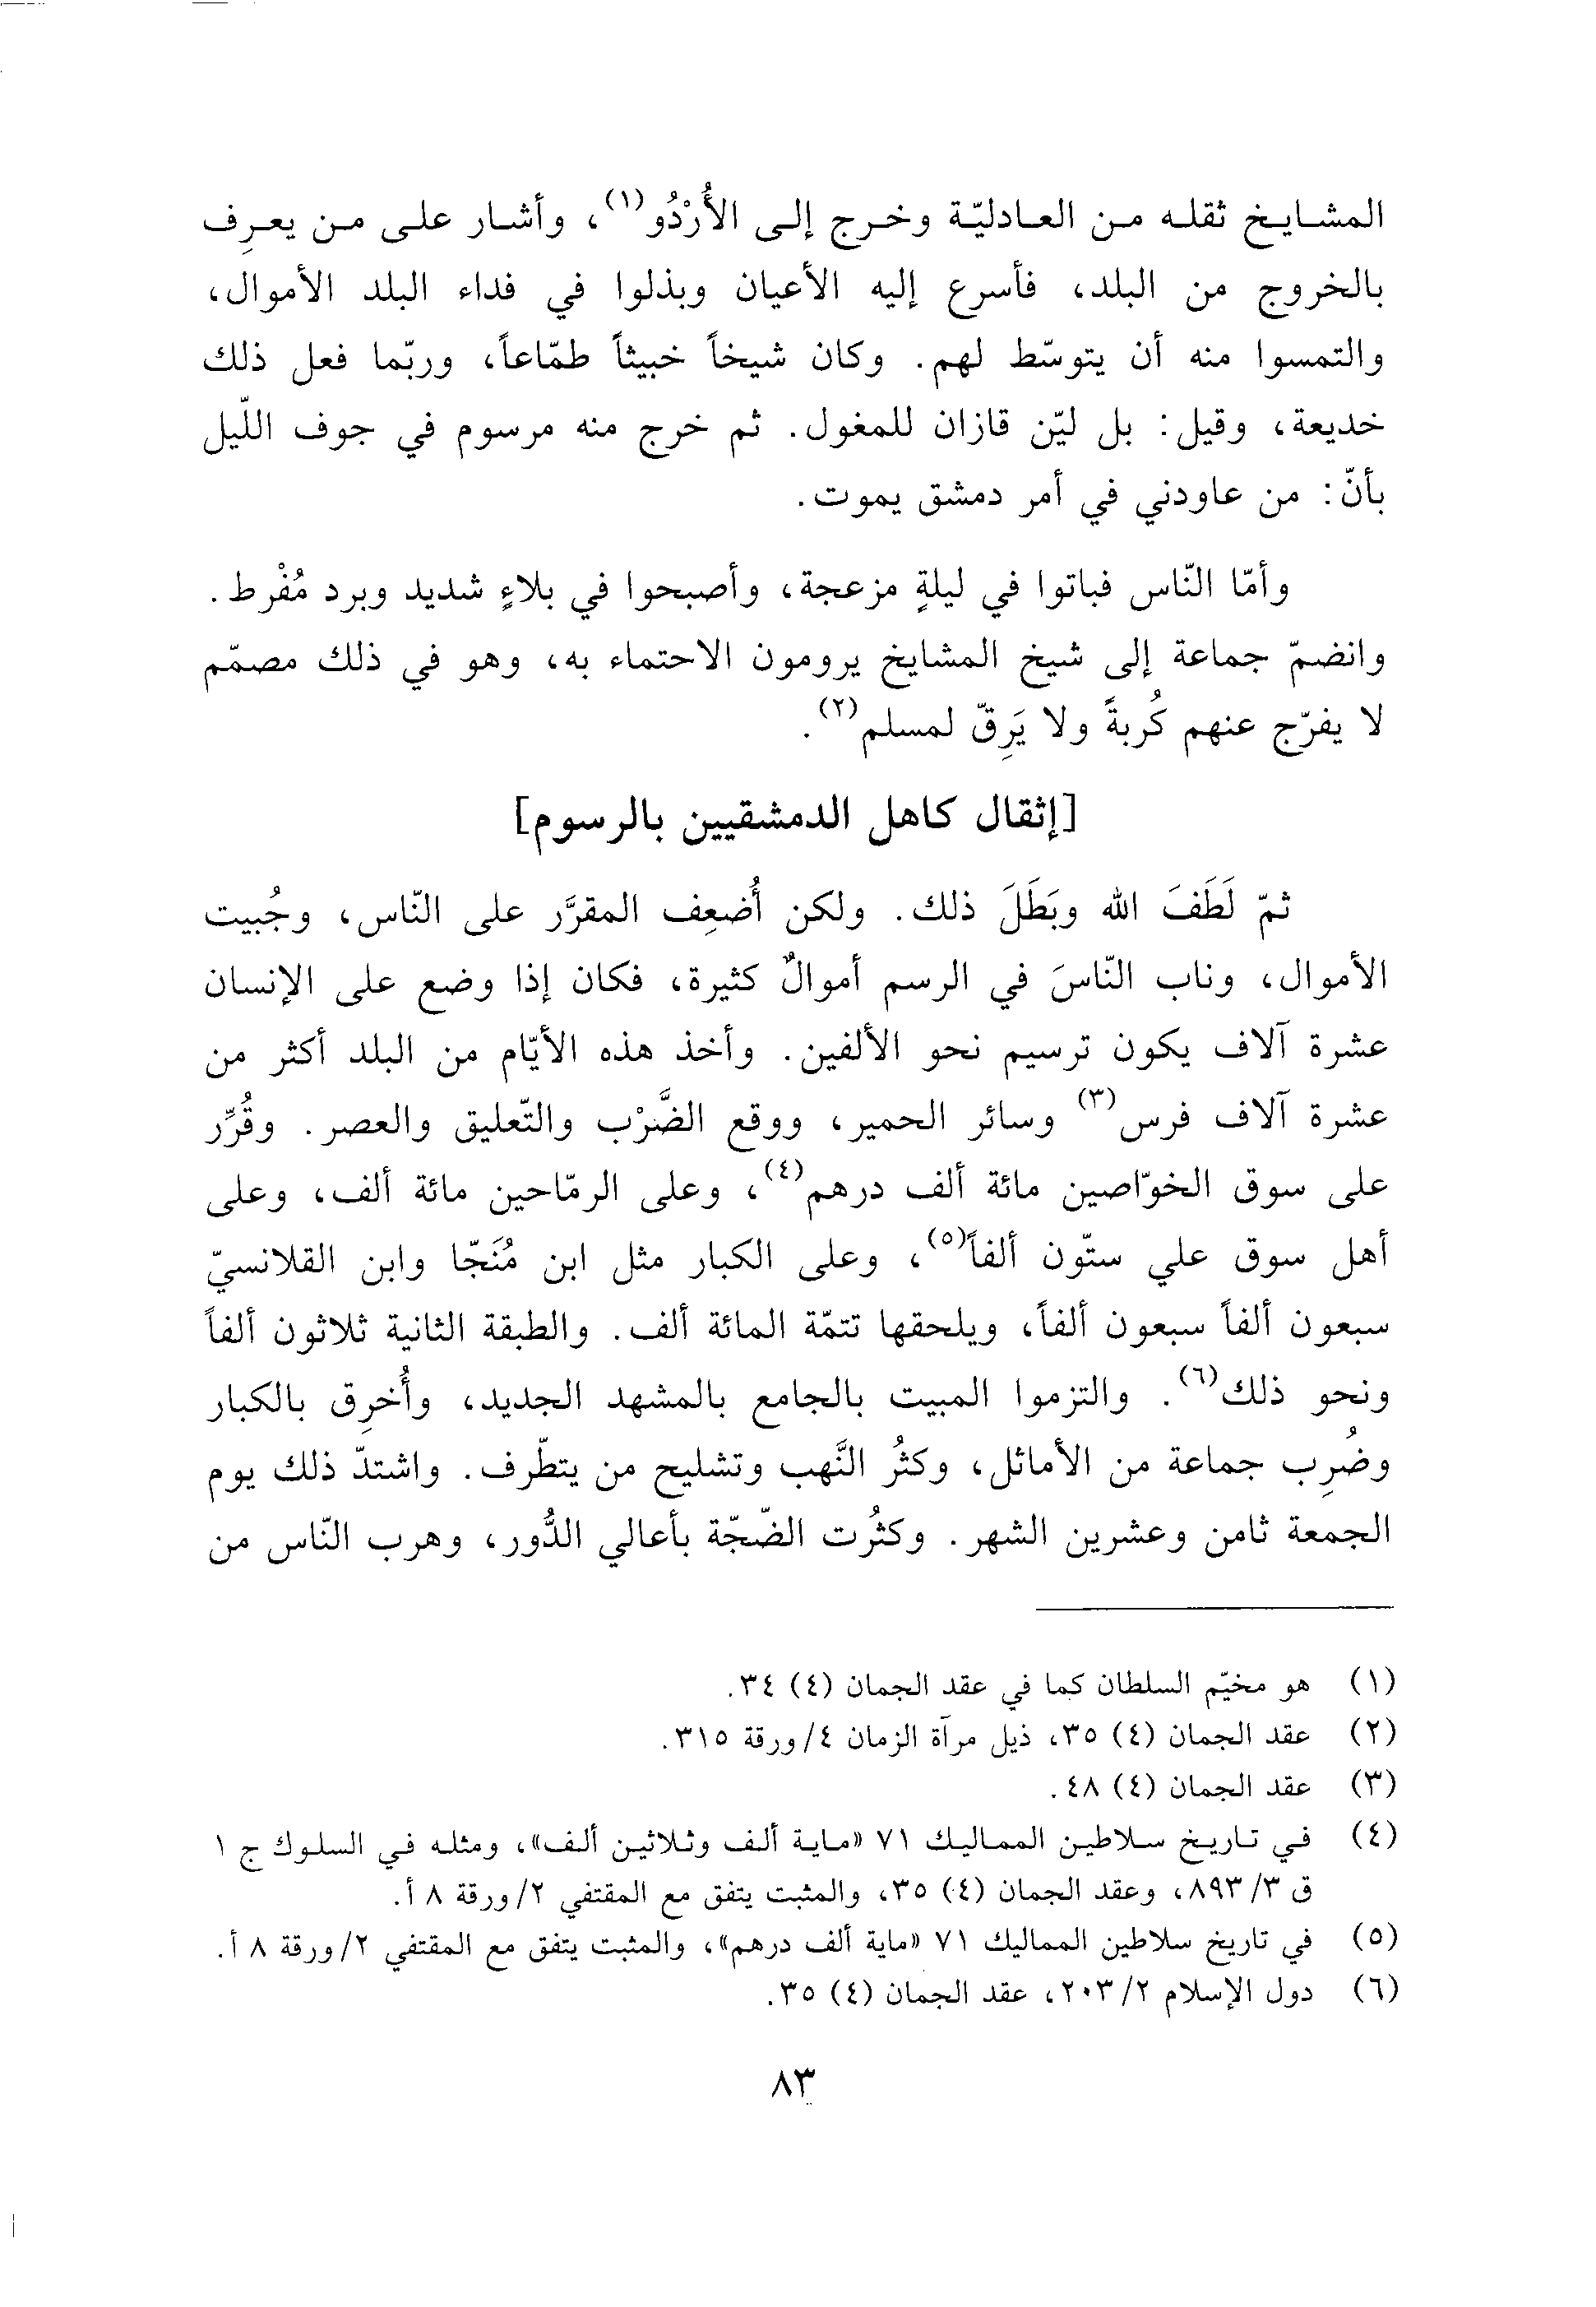 المشايخ ثقله من العادليّة وخرج إلى الأُرْدُو(١)، وأشار على من يعرِف
بالخروج من البلد، فأسرع إليه الأعيان وبذلوا في فداء البلد الأموال،
والتمسوا منه أن يتوسّط لهم. وكان شيخاً خبيثاً طمّاعاً، وربّما فعل ذلك
خديعة، وقيل: بل ليّن قازان للمغول. ثم خرج منه مرسوم في جوف اللّيل
بأنّ: من عاودني في أمر دمشق يموت.
وأمّا النّاس فباتوا في ليلةٍ مزعجة، وأصبحوا في بلاءٍ شديد وبرد مُفْرط.
وانضمّ جماعة إلى شيخ المشايخ يرومون الاحتماء به، وهو في ذلك مصمّم
لا يفرّج عنهم كُربةً ولا يَرِقّ لمسلم(٢).
[إثقال كاهل الدمشقيين بالرسوم]
ثمّ لَطَفَ الله وبَطَلَ ذلك. ولكن أُضعِف المقرَّر على النّاس، وجُبيت
الأموال، وناب النّاسَ في الرسم أموالٌ كثيرة، فكان إذا وضع على الإنسان
عشرة آلاف يكون ترسيم نحو الألفين. وأخذ هذه الأيّام من البلد أكثر من
عشرة آلاف فرس(٣) وسائر الحمير، ووقع الضَّرْب والتّعليق والعصر. وقُرِّر
على سوق الخوّاصين مائة ألف درهم(٤)، وعلى الرمّاحين مائة ألف، وعلى
أهل سوق علي ستّون ألفاً(٥)، وعلى الكبار مثل ابن مُنَجّا وابن القلانسيّ
سبعون ألفاً سبعون ألفاً، ويلحقها تتمّة المائة ألف. والطبقة الثانية ثلاثون ألفاً
ونحو ذلك(٦). والتزموا المبيت بالجامع بالمشهد الجديد، وأُخرِق بالكبار
وضُرِب جماعة من الأماثل، وكثُر النَّهب وتشليح من يتطّرف. واشتدّ ذلك يوم
الجمعة ثامن وعشرين الشهر. وكثُرت الضّجّة بأعالي الدُّور، وهرب النّاس من
(١) هو مخيّم السلطان كما في عقد الجمان (٤) ٣٤.
(٢) عقد الجمان (٤) ٣٥، ذيل مرآة الزمان ٤/ورقة ٣١٥.
(٣) عقد الجمان (٤) ٤٨.
(٤) في تاريخ سلاطين المماليك ٧١ «ماية ألف وثلاثين ألف»، ومثله في السلوك ج ١
ق ٣/ ٨٩٣، وعقد الجمان (٤) ٣٥، والمثبت يتفق مع المقتفي ٢/ورقة ٨ أ.
(٥) في تاريخ سلاطين المماليك ٧١ «ماية ألف درهم»، والمثبت يتفق مع المقتفي ٢/ورقة ٨ أ.
(٦) دول الإسلام ٢/ ٢٠٣، عقد الجمان (٤) ٣٥.
٨٣